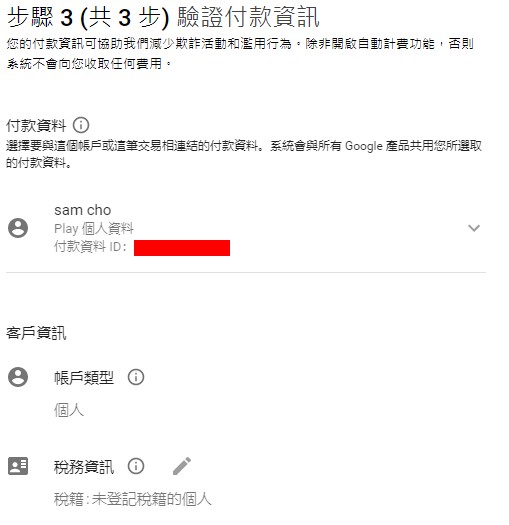 步驟 3 (共 3 步) 驗證付款資訊
您的付款資訊可協助我們減少欺詐活動和濫用行為。除非開啟自動計費功能，否則
系統不會向您收取任何費用。
付款資料
選擇要與這個帳戶或這筆交易相連結的付款資料。系統會與所有 Google 產品共用您所選取
的付款資料。
sam cho
Play 個人資料
付款資料 ID：
客戶資訊
帳戶類型
個人
稅務資訊
稅籍：未登記稅籍的個人